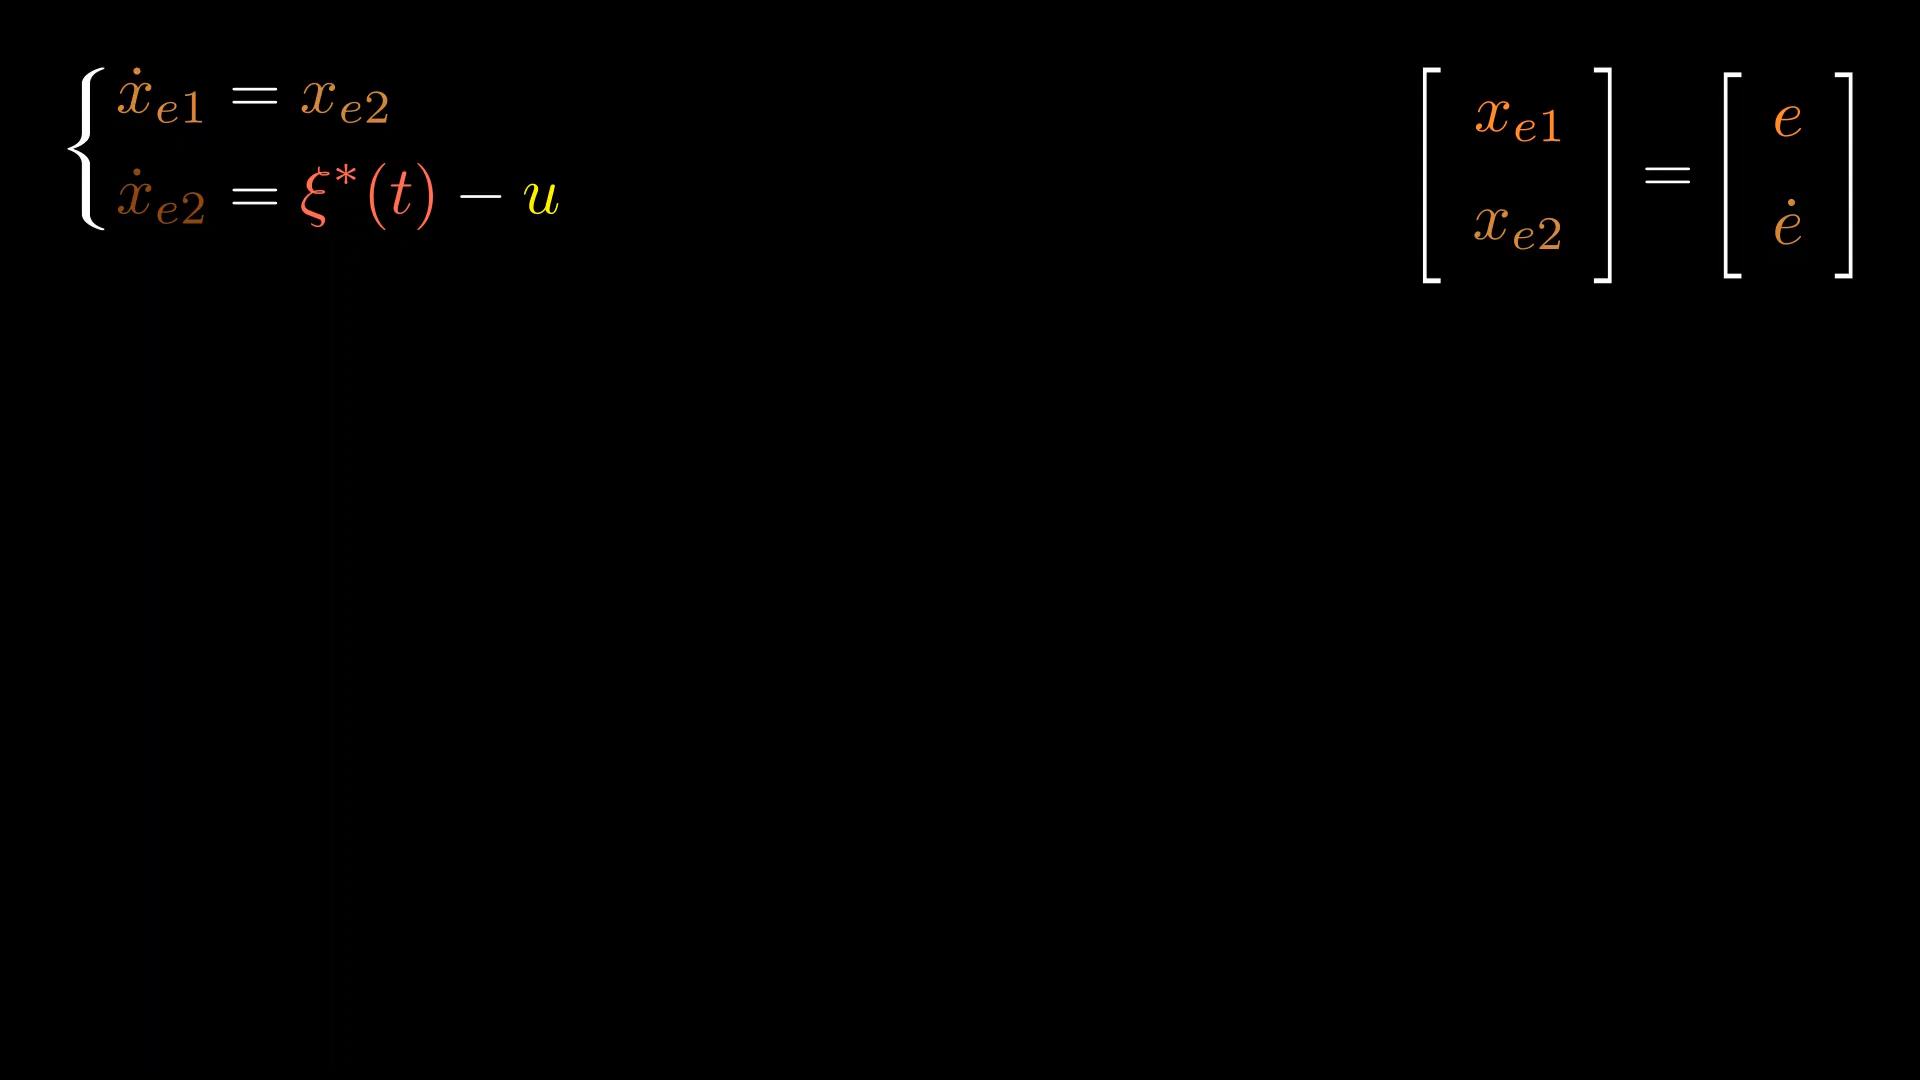 ẋ_{e1} = x_{e2}
ẋ_{e2} = ξ*(t) − u
[ x_{e1} x_{e2} ] = [ e ė ]